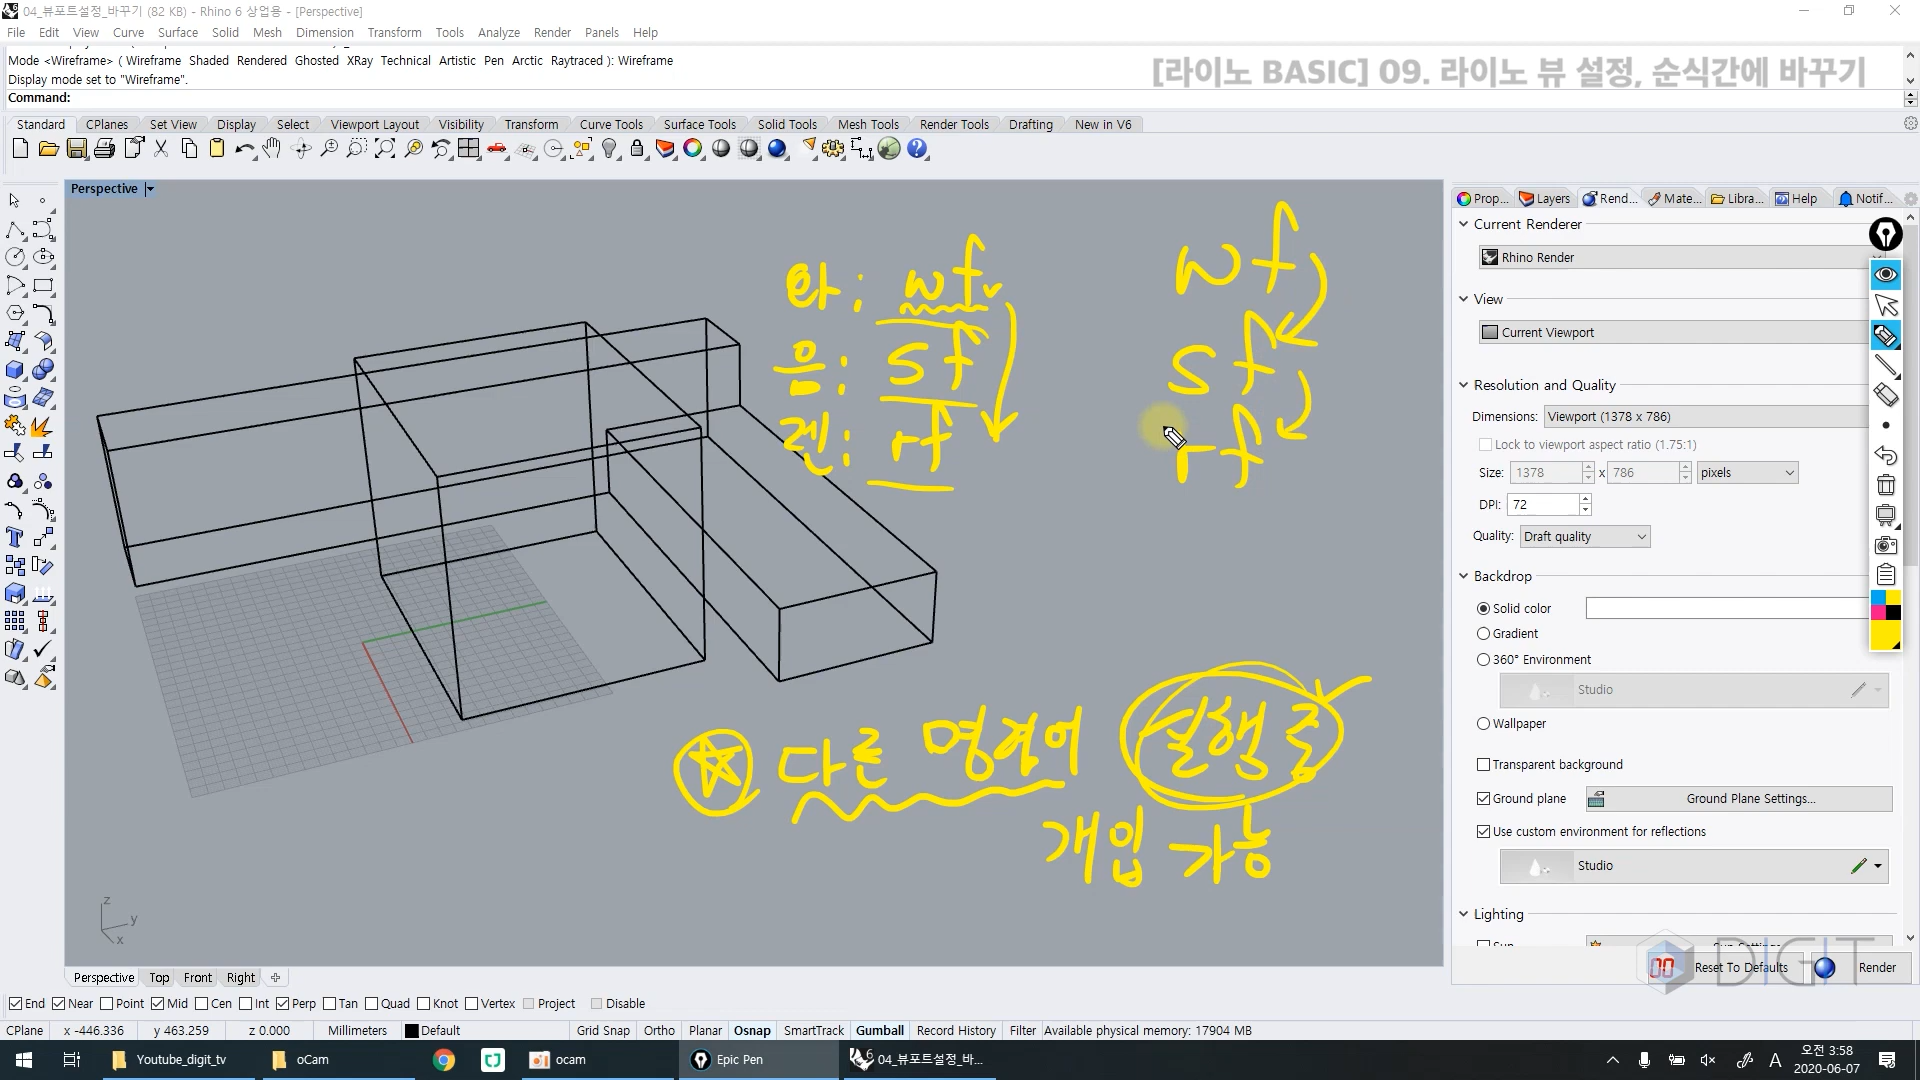 04_뷰포트설정_바꾸기 (82 KB) - Rhino 6 상업용 - [Perspective]
File Edit View Curve Surface Solid Mesh Dimension Transform Tools Analyze Render Panels Help
Mode <Wireframe> ( Wireframe Shaded Rendered Ghosted XRay Technical Artistic Pen Arctic Raytraced ): Wireframe
Display mode set to "Wireframe".
Command:
[라이노 BASIC] 09. 라이노 뷰 설정, 순식간에 바꾸기
Standard CPlanes Set View Display Select Viewport Layout Visibility Transform Curve Tools Surface Tools Solid Tools Mesh Tools Render Tools Drafting New in V6
Perspective
와 : wf
음 : sf
렌 : rf
wf
sf
rf
다른 명령어 실행 중
개입 가능
z
y
x
Prop... Layers Rend... Mate... Libra... Help Notif...
Current Renderer
Rhino Render
View
Current Viewport
Resolution and Quality
Dimensions: Viewport (1378 x 786)
Lock to viewport aspect ratio (1.75:1)
Size: 1378 x 786 pixels
DPI: 72
Quality: Draft quality
Backdrop
Solid color
Gradient
360° Environment
Studio
Wallpaper
Transparent background
Ground plane Ground Plane Settings...
Use custom environment for reflections
Studio
Lighting
Sun Sun Settings...
Reset To Defaults Render
DIGIT
Perspective Top Front Right
End Near Point Mid Cen Int Perp Tan Quad Knot Vertex Project Disable
CPlane x -446.336 y 463.259 z 0.000 Millimeters Default Grid Snap Ortho Planar Osnap SmartTrack Gumball Record History Filter Available physical memory: 17904 MB
Youtube_digit_tv oCam ocam Epic Pen 04_뷰포트설정_바... A 오전 3:58
2020-06-07